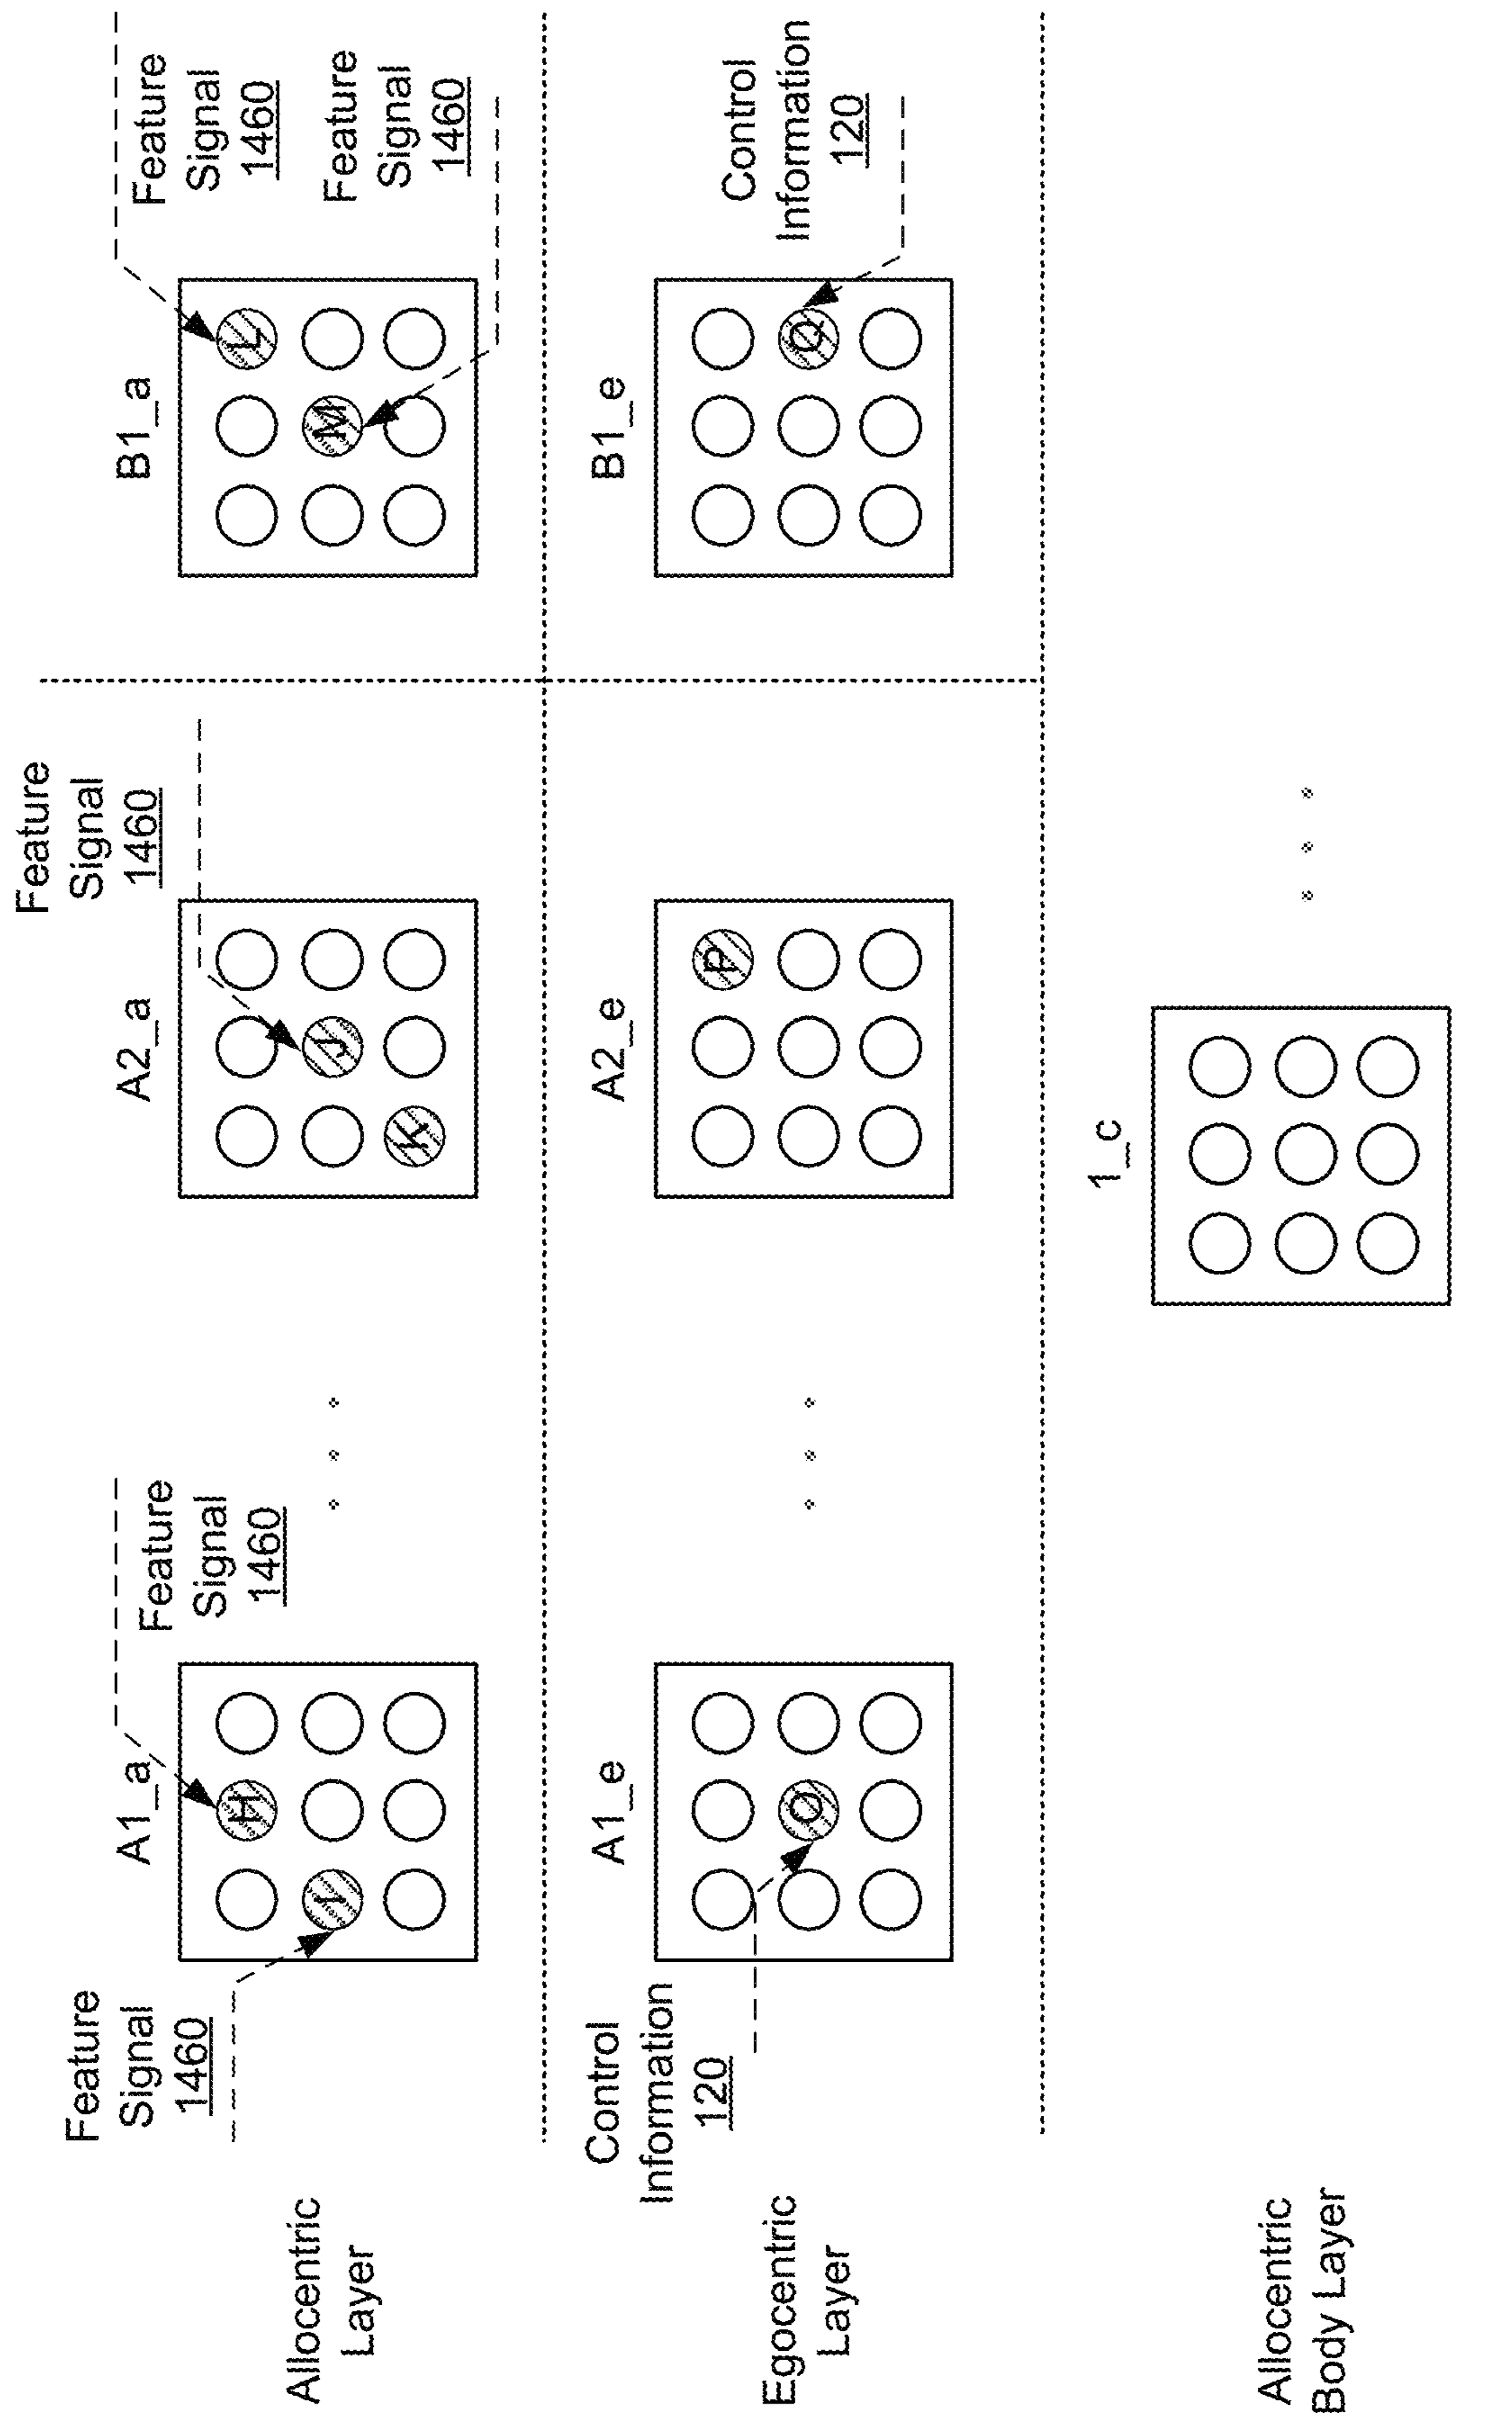 Allocentric
Layer
Feature
Signal
1460
A1_a
H
I
Feature
Signal
1460
A2_a
J
K
Feature
Signal
1460
B1_a
L
M
Feature
Signal
1460
Feature
Signal
1460
Egocentric
Layer
Control
Information
120
A1_e
O
A2_e
P
B1_e
Q
Control
Information
120
Allocentric
Body Layer
1_c